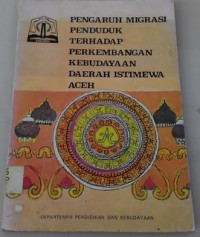 PENGARUH MIGRASI
PENDUDUK
TERHADAP
PERKEMBANGAN
KEBUDAYAAN
DAERAH ISTIMEWA
ACEH
DEPARTEMEN PENDIDIKAN DAN KEBUDAYAAN